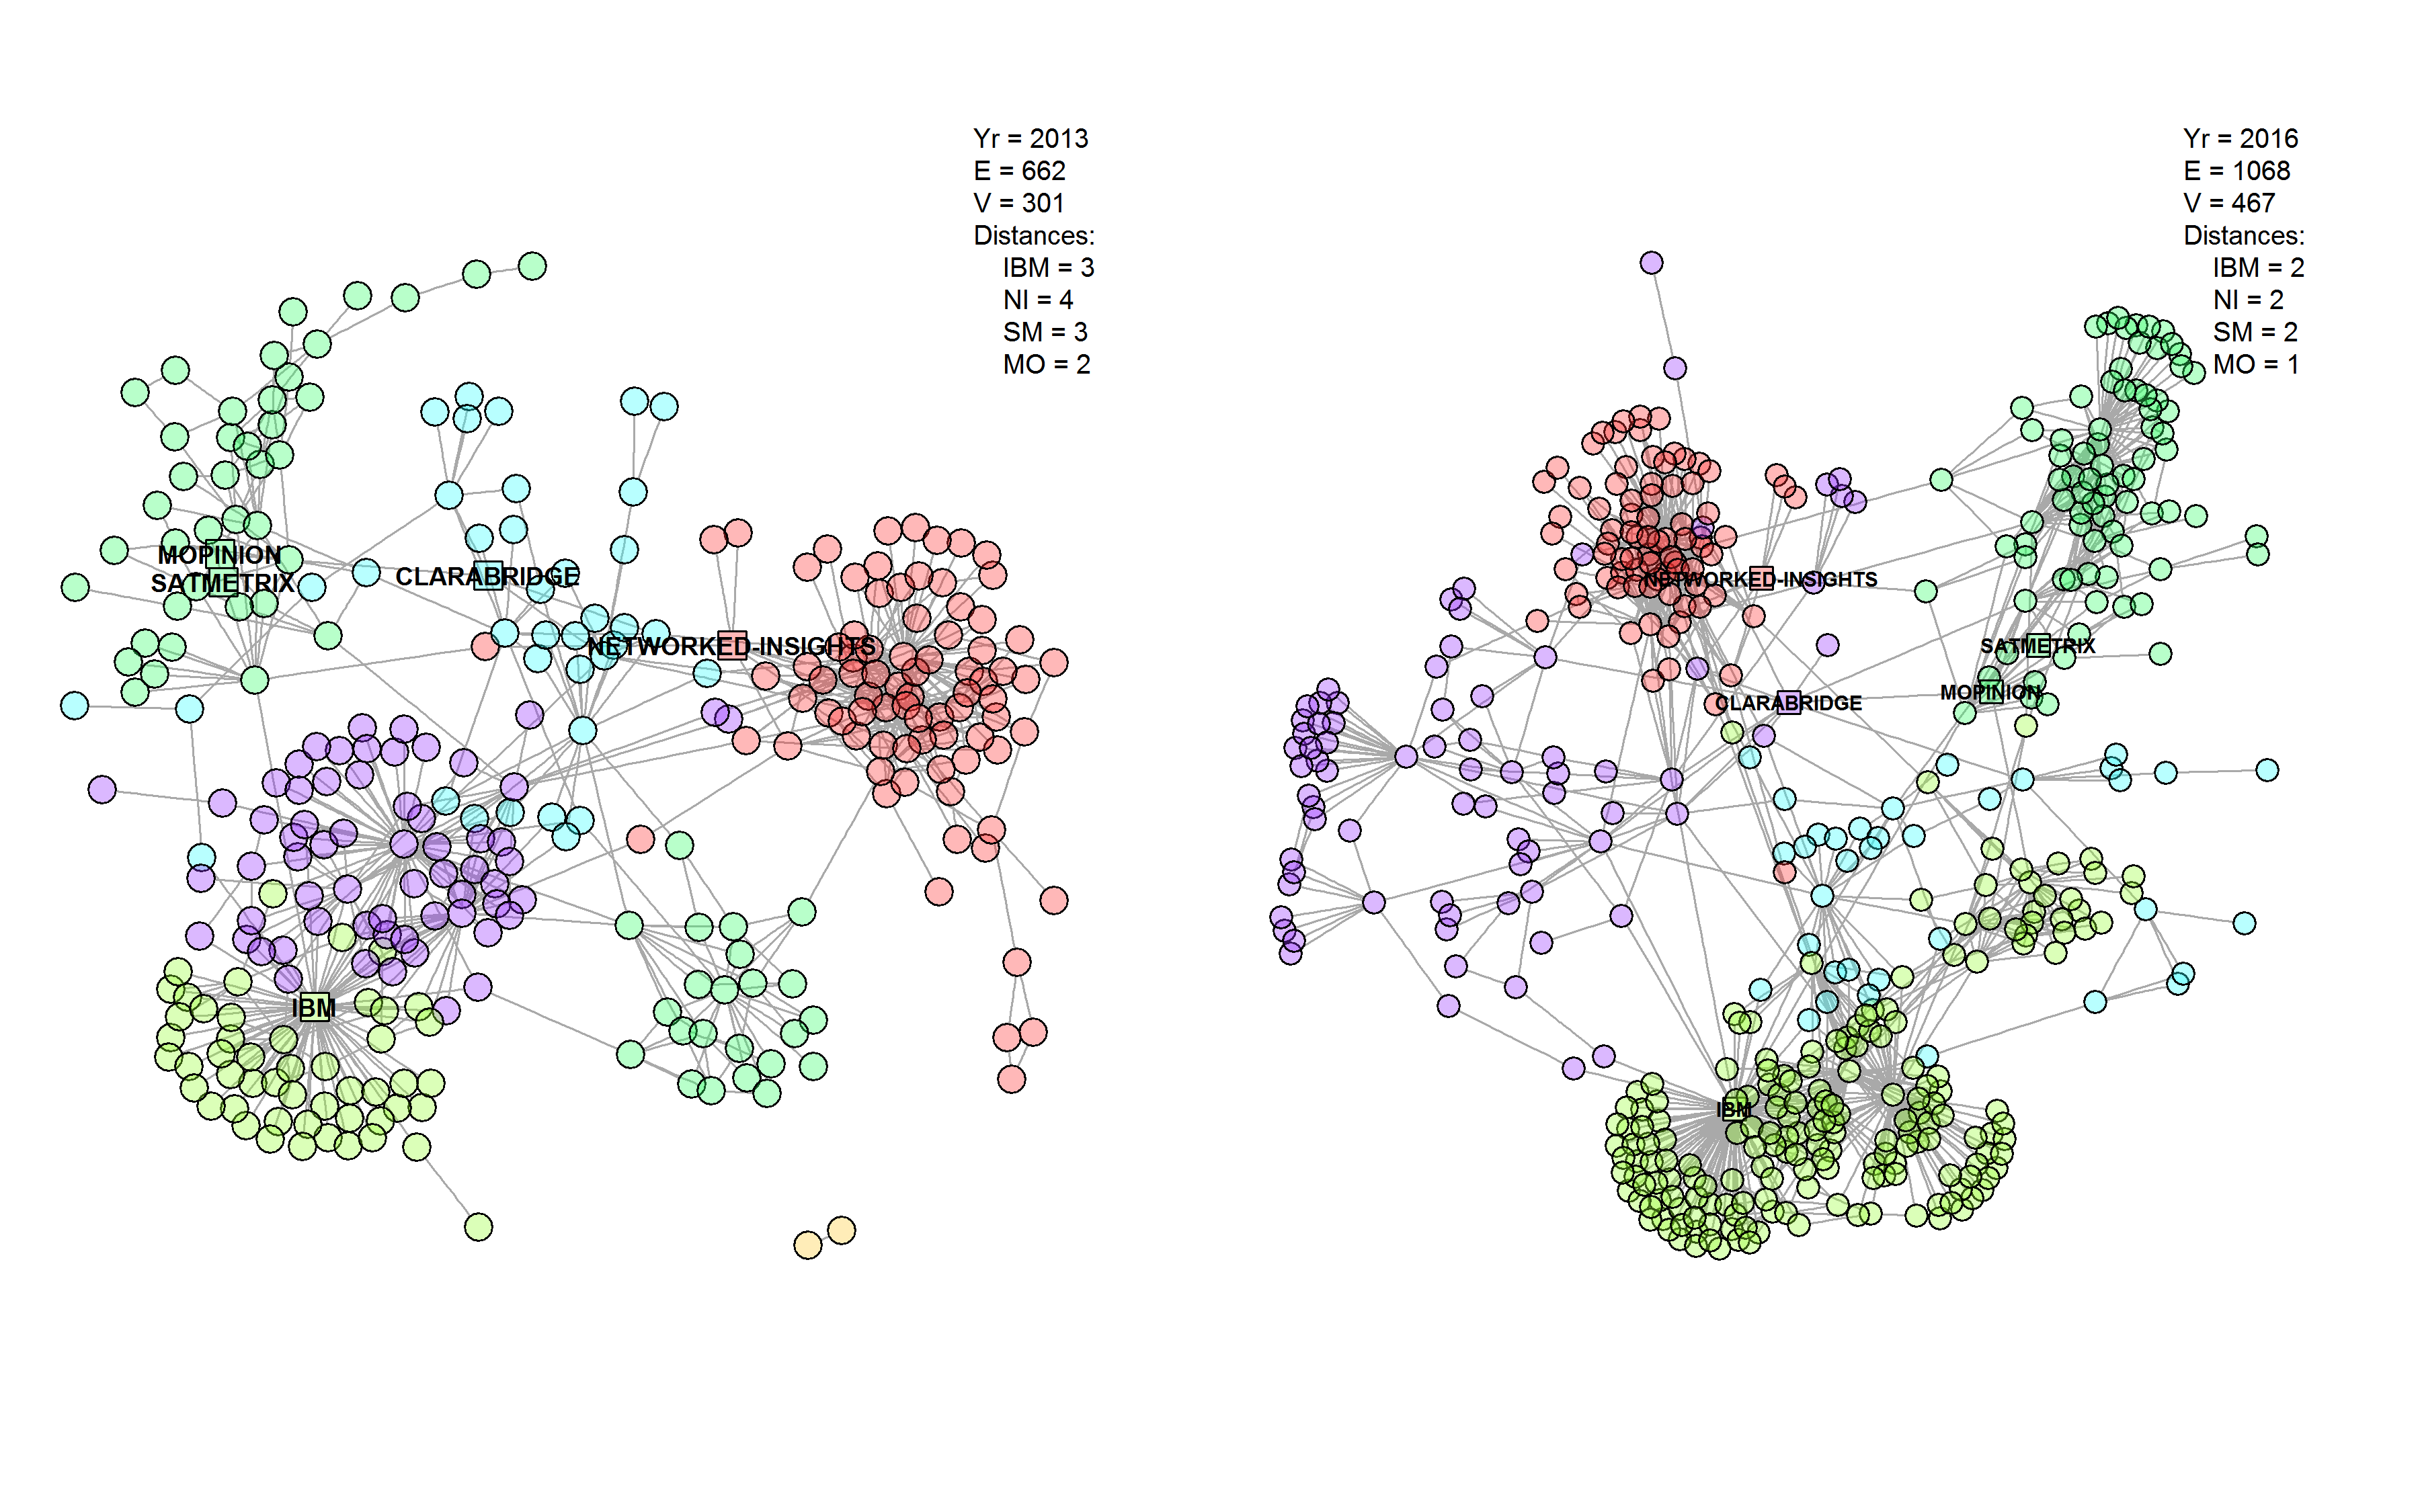 Yr = 2013
E = 662
V = 301
Distances:
IBM = 3
NI = 4
SM = 3
MO = 2
MOPINION
SATMETRIX
CLARABRIDGE
NETWORKED-INSIGHTS
IBM
Yr = 2016
E = 1068
V = 467
Distances:
IBM = 2
NI = 2
SM = 2
MO = 1
NETWORKED-INSIGHTS
SATMETRIX
MOPINION
CLARABRIDGE
IBM